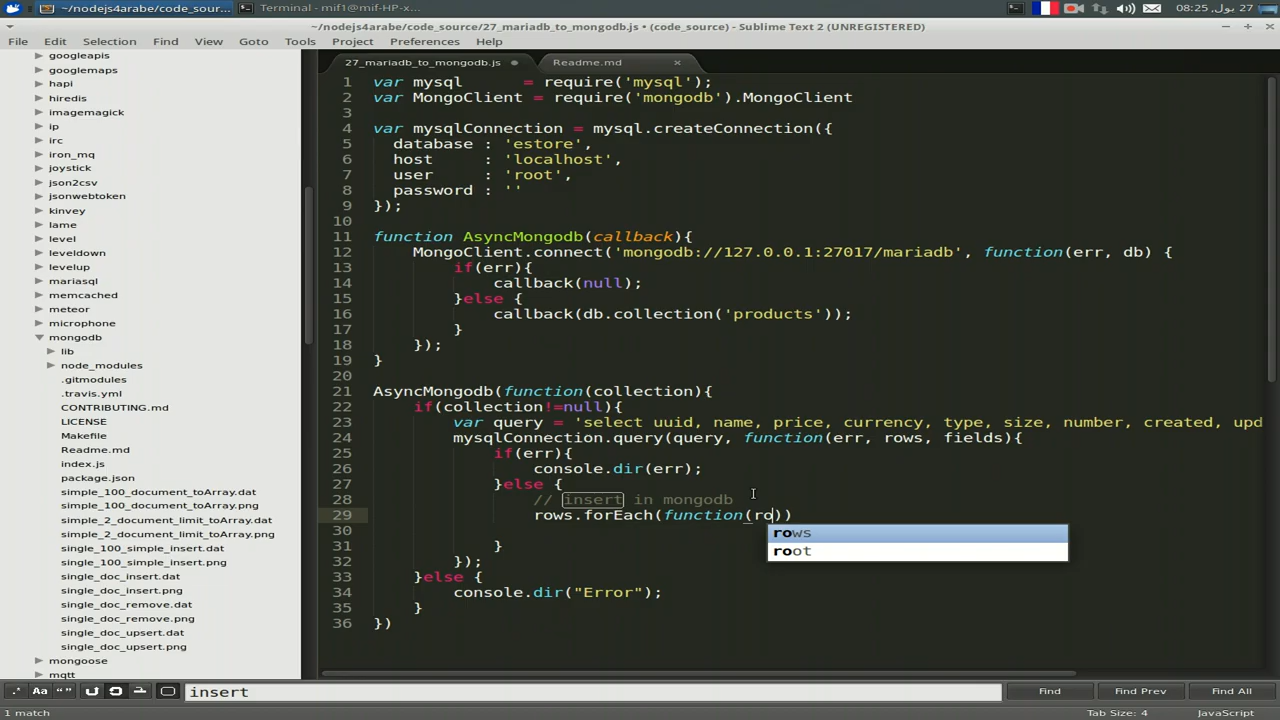 ~/nodejs4arabe/code_sour...
Terminal - mif1@mif-HP-x...
08:25 ,27 بول
~/nodejs4arabe/code_source/27_mariadb_to_mongodb.js • (code_source) - Sublime Text 2 (UNREGISTERED)
File Edit Selection Find View Goto Tools Project Preferences Help
27_mariadb_to_mongodb.js
Readme.md
googleapis
googlemaps
hapi
hiredis
imagemagick
ip
irc
iron_mq
joystick
json2csv
jsonwebtoken
kinvey
lame
level
leveldown
levelup
mariasql
memcached
meteor
microphone
mongodb
lib
node_modules
.gitmodules
.travis.yml
CONTRIBUTING.md
LICENSE
Makefile
Readme.md
index.js
package.json
simple_100_document_toArray.dat
simple_100_document_toArray.png
simple_2_document_limit_toArray.dat
simple_2_document_limit_toArray.png
single_100_simple_insert.dat
single_100_simple_insert.png
single_doc_insert.dat
single_doc_insert.png
single_doc_remove.dat
single_doc_remove.png
single_doc_upsert.dat
single_doc_upsert.png
mongoose
mqtt
1 var mysql = require('mysql');
2 var MongoClient = require('mongodb').MongoClient
3
4 var mysqlConnection = mysql.createConnection({
5 database : 'estore',
6 host : 'localhost',
7 user : 'root',
8 password : ''
9 });
10
11 function AsyncMongodb(callback){
12 MongoClient.connect('mongodb://127.0.0.1:27017/mariadb', function(err, db) {
13 if(err){
14 callback(null);
15 }else {
16 callback(db.collection('products'));
17 }
18 });
19 }
20
21 AsyncMongodb(function(collection){
22 if(collection!=null){
23 var query = 'select uuid, name, price, currency, type, size, number, created, upd
24 mysqlConnection.query(query, function(err, rows, fields){
25 if(err){
26 console.dir(err);
27 }else {
28 // insert in mongodb
29 rows.forEach(function(ro))
rows
root
30
31 }
32 });
33 }else {
34 console.dir("Error");
35 }
36 })
.* Aa “” insert Find Find Prev Find All
1 match Tab Size: 4 JavaScript